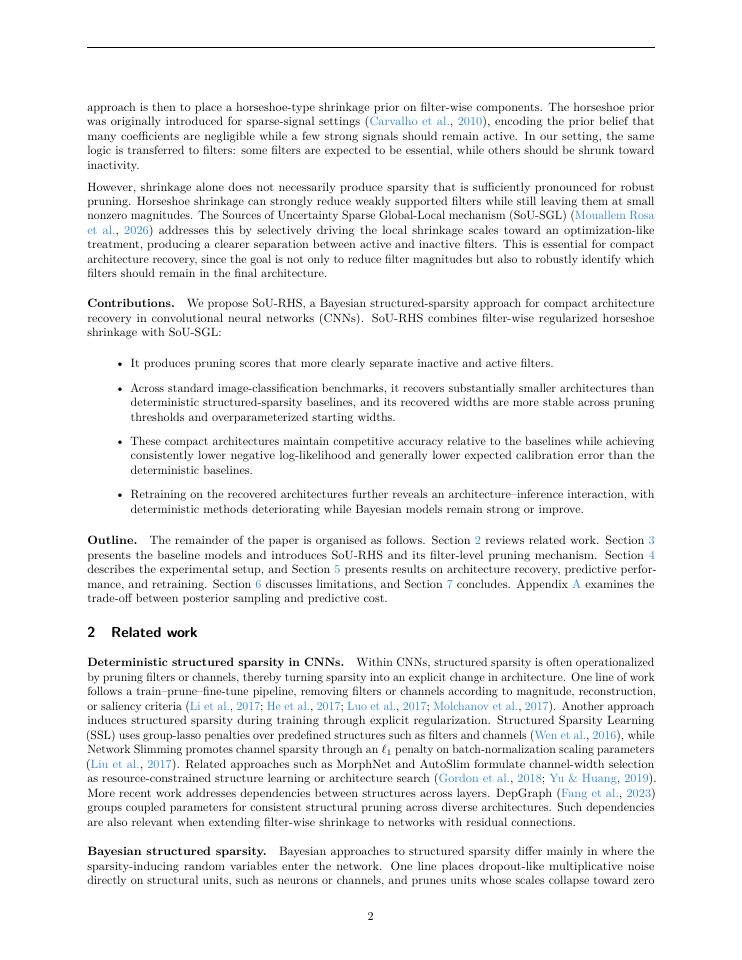 approach is then to place a horseshoe-type shrinkage prior on filter-wise components. The horseshoe prior
was originally introduced for sparse-signal settings (Carvalho et al., 2010), encoding the prior belief that
many coefficients are negligible while a few strong signals should remain active. In our setting, the same
logic is transferred to filters: some filters are expected to be essential, while others should be shrunk toward
inactivity.
However, shrinkage alone does not necessarily produce sparsity that is sufficiently pronounced for robust
pruning. Horseshoe shrinkage can strongly reduce weakly supported filters while still leaving them at small
nonzero magnitudes. The Sources of Uncertainty Sparse Global-Local mechanism (SoU-SGL) (Mouallem Rosa
et al., 2026) addresses this by selectively driving the local shrinkage scales toward an optimization-like
treatment, producing a clearer separation between active and inactive filters. This is essential for compact
architecture recovery, since the goal is not only to reduce filter magnitudes but also to robustly identify which
filters should remain in the final architecture.
Contributions. We propose SoU-RHS, a Bayesian structured-sparsity approach for compact architecture
recovery in convolutional neural networks (CNNs). SoU-RHS combines filter-wise regularized horseshoe
shrinkage with SoU-SGL:
• It produces pruning scores that more clearly separate inactive and active filters.
• Across standard image-classification benchmarks, it recovers substantially smaller architectures than
deterministic structured-sparsity baselines, and its recovered widths are more stable across pruning
thresholds and overparameterized starting widths.
• These compact architectures maintain competitive accuracy relative to the baselines while achieving
consistently lower negative log-likelihood and generally lower expected calibration error than the
deterministic baselines.
• Retraining on the recovered architectures further reveals an architecture–inference interaction, with
deterministic methods deteriorating while Bayesian models remain strong or improve.
Outline. The remainder of the paper is organised as follows. Section 2 reviews related work. Section 3
presents the baseline models and introduces SoU-RHS and its filter-level pruning mechanism. Section 4
describes the experimental setup, and Section 5 presents results on architecture recovery, predictive perfor-
mance, and retraining. Section 6 discusses limitations, and Section 7 concludes. Appendix A examines the
trade-off between posterior sampling and predictive cost.
2 Related work
Deterministic structured sparsity in CNNs. Within CNNs, structured sparsity is often operationalized
by pruning filters or channels, thereby turning sparsity into an explicit change in architecture. One line of work
follows a train–prune–fine-tune pipeline, removing filters or channels according to magnitude, reconstruction,
or saliency criteria (Li et al., 2017; He et al., 2017; Luo et al., 2017; Molchanov et al., 2017). Another approach
induces structured sparsity during training through explicit regularization. Structured Sparsity Learning
(SSL) uses group-lasso penalties over predefined structures such as filters and channels (Wen et al., 2016), while
Network Slimming promotes channel sparsity through an ℓ₁ penalty on batch-normalization scaling parameters
(Liu et al., 2017). Related approaches such as MorphNet and AutoSlim formulate channel-width selection
as resource-constrained structure learning or architecture search (Gordon et al., 2018; Yu & Huang, 2019).
More recent work addresses dependencies between structures across layers. DepGraph (Fang et al., 2023)
groups coupled parameters for consistent structural pruning across diverse architectures. Such dependencies
are also relevant when extending filter-wise shrinkage to networks with residual connections.
Bayesian structured sparsity. Bayesian approaches to structured sparsity differ mainly in where the
sparsity-inducing random variables enter the network. One line places dropout-like multiplicative noise
directly on structural units, such as neurons or channels, and prunes units whose scales collapse toward zero
2